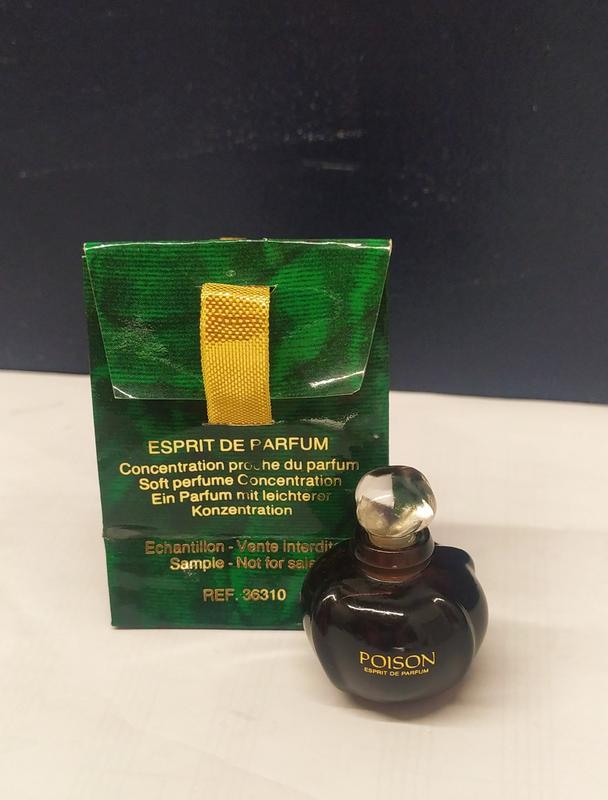 ESPRIT DE PARFUM
Concentration proche du parfum
Soft perfume Concentration
Ein Parfum mit leichterer
Konzentration
Echantillon - Vente interdite
Sample - Not for sale
REF. 36310
POISON
ESPRIT DE PARFUM